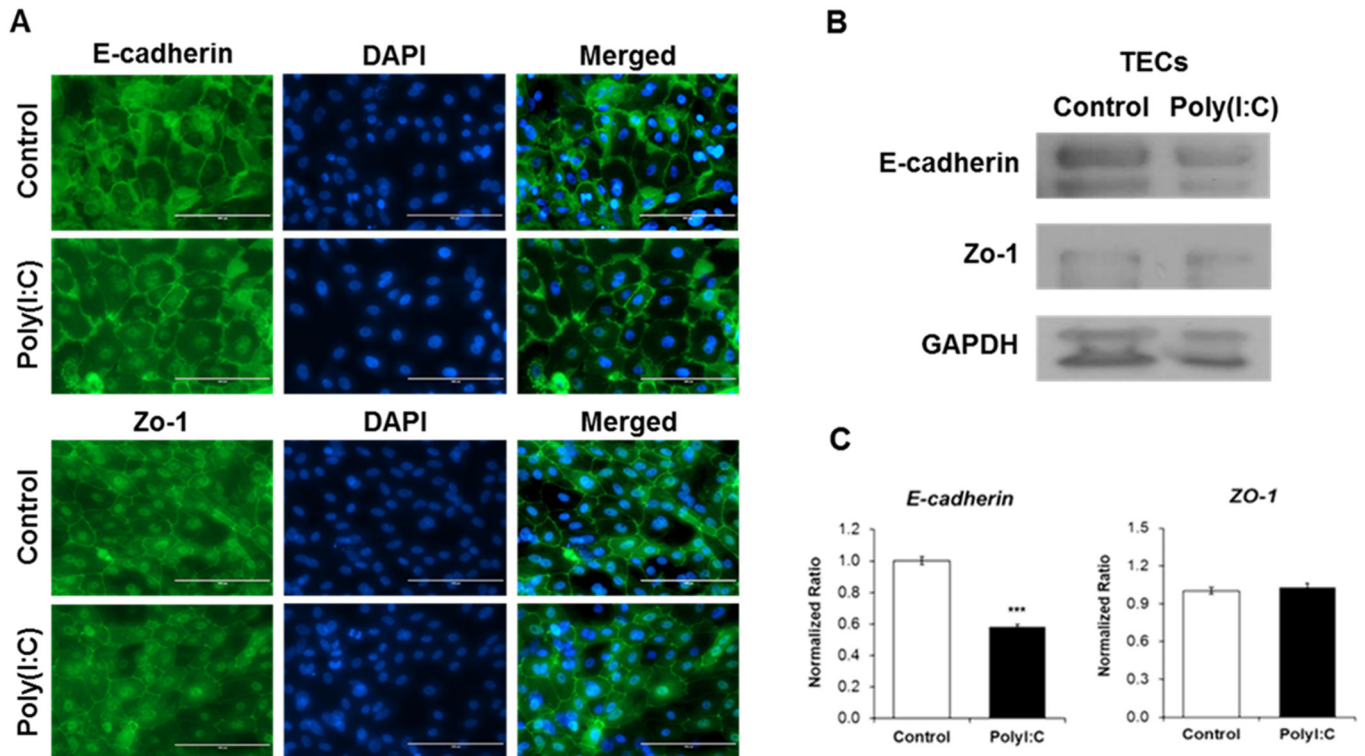 A
E-cadherin DAPI Merged
Control
Poly(I:C)
Zo-1 DAPI Merged
Control
Poly(I:C)
B
TECs
Control Poly(I:C)
E-cadherin
Zo-1
GAPDH
C
E-cadherin
Normalized Ratio
1.2
1.0
0.8
0.6
0.4
0.2
0.0
***
Control PolyI:C
ZO-1
Normalized Ratio
1.5
1.2
0.9
0.6
0.3
0.0
Control PolyI:C